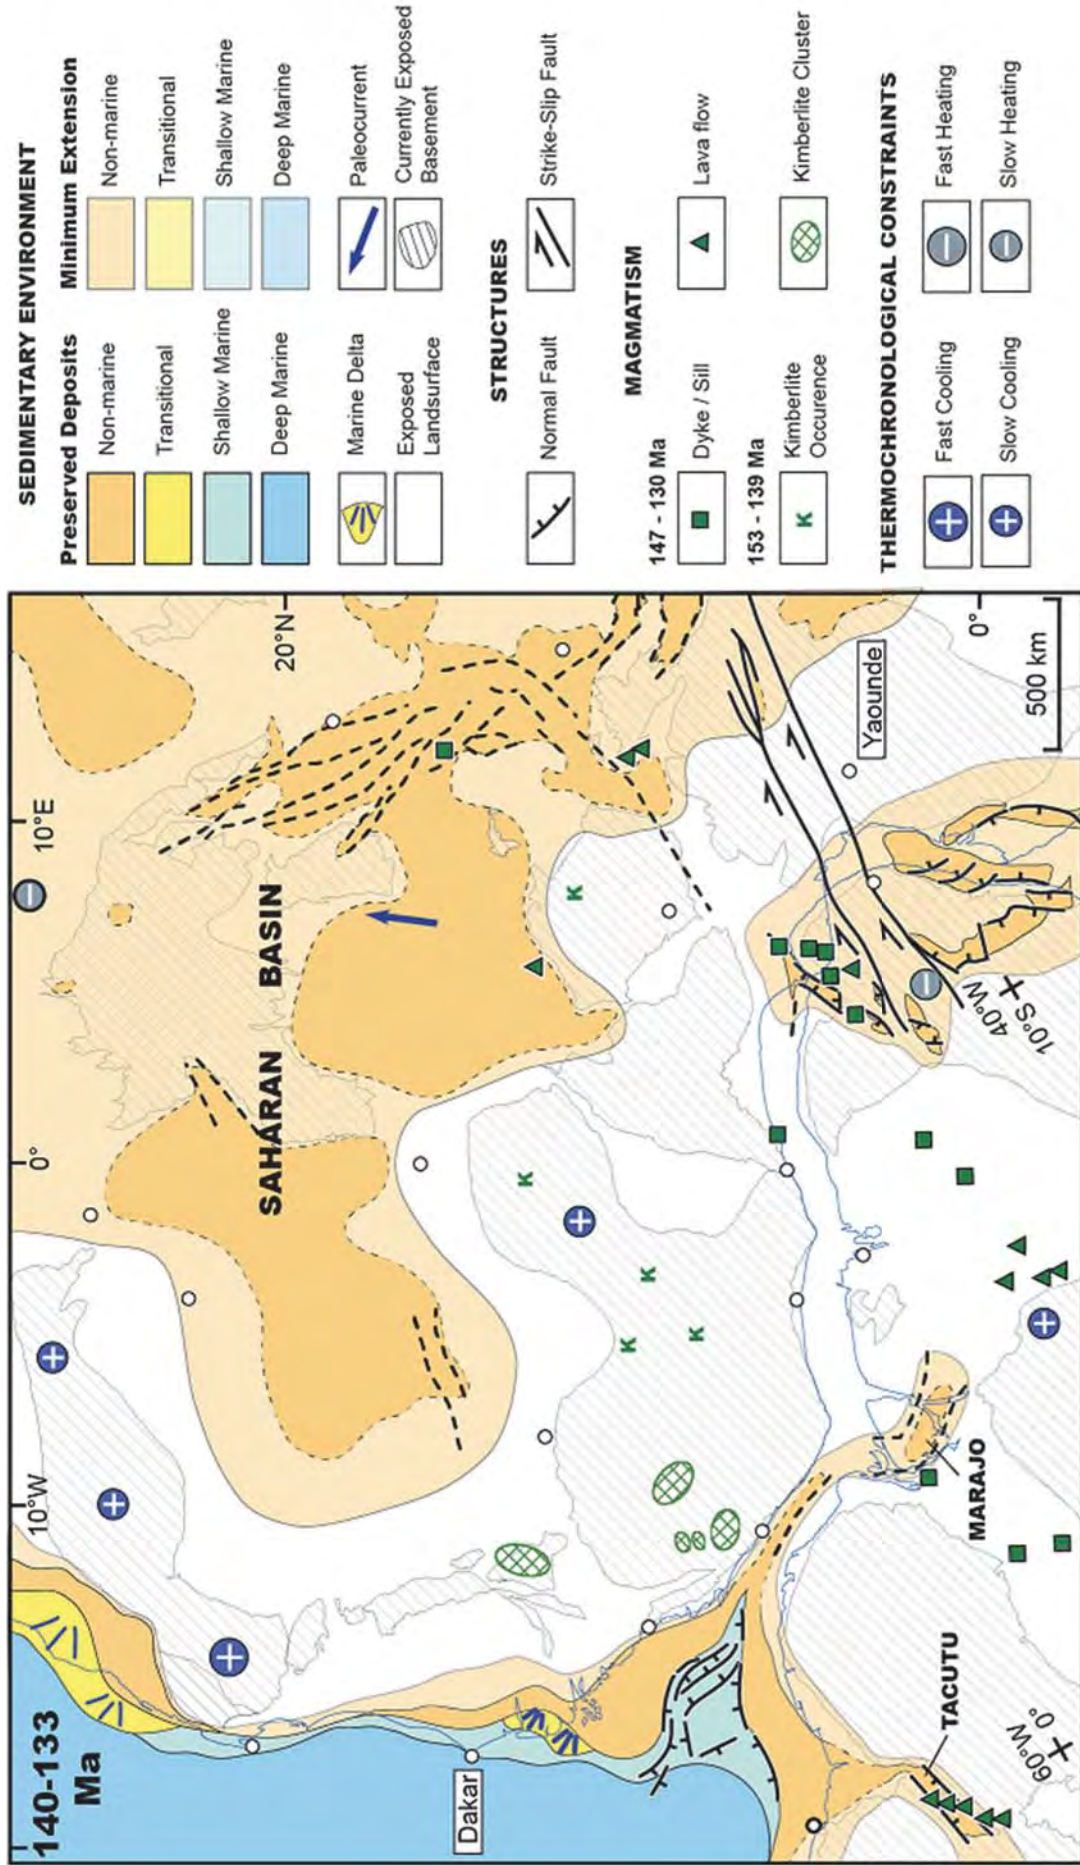 140-133
Ma
10°W
0°
10°E
20°N
0°
SAHARAN BASIN
Dakar
Yaounde
MARAJO
TACUTU
60°W
0°
40°W
10°S
500 km
K
K
K
K
K
SEDIMENTARY ENVIRONMENT
Preserved Deposits
Minimum Extension
Non-marine
Non-marine
Transitional
Transitional
Shallow Marine
Shallow Marine
Deep Marine
Deep Marine
Marine Delta
Paleocurrent
Exposed
Landsurface
Currently Exposed
Basement
STRUCTURES
Normal Fault
Strike-Slip Fault
MAGMATISM
147 - 130 Ma
Dyke / Sill
Lava flow
153 - 139 Ma
K
Kimberlite
Occurence
Kimberlite Cluster
THERMOCHRONOLOGICAL CONSTRAINTS
Fast Cooling
Fast Heating
Slow Cooling
Slow Heating